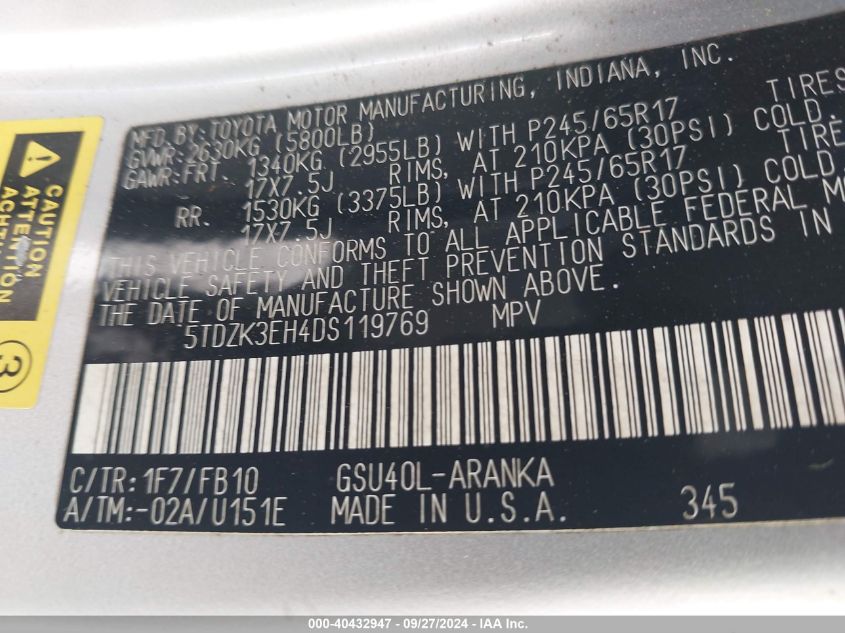 MFD.BY:TOYOTA MOTOR MANUFACTURING, INDIANA, INC.
GVWR:2630KG (5800LB)
GAWR:FRT. 1340KG (2955LB) WITH P245/65R17 TIRES
17X7.5J RIMS, AT 210KPA (30PSI) COLD.
RR. 1530KG (3375LB) WITH P245/65R17 TIRES
17X7.5J RIMS, AT 210KPA (30PSI) COLD
THIS VEHICLE CONFORMS TO ALL APPLICABLE FEDERAL M
VEHICLE SAFETY AND THEFT PREVENTION STANDARDS IN
THE DATE OF MANUFACTURE SHOWN ABOVE.
5TDZK3EH4DS119769 MPV
C/TR:1F7/FB10 GSU40L-ARANKA
A/TM:-02A/U151E MADE IN U.S.A. 345
CAUTION
ATTENTION
ACHTUNG
3
000-40432947 - 09/27/2024 - IAA Inc.